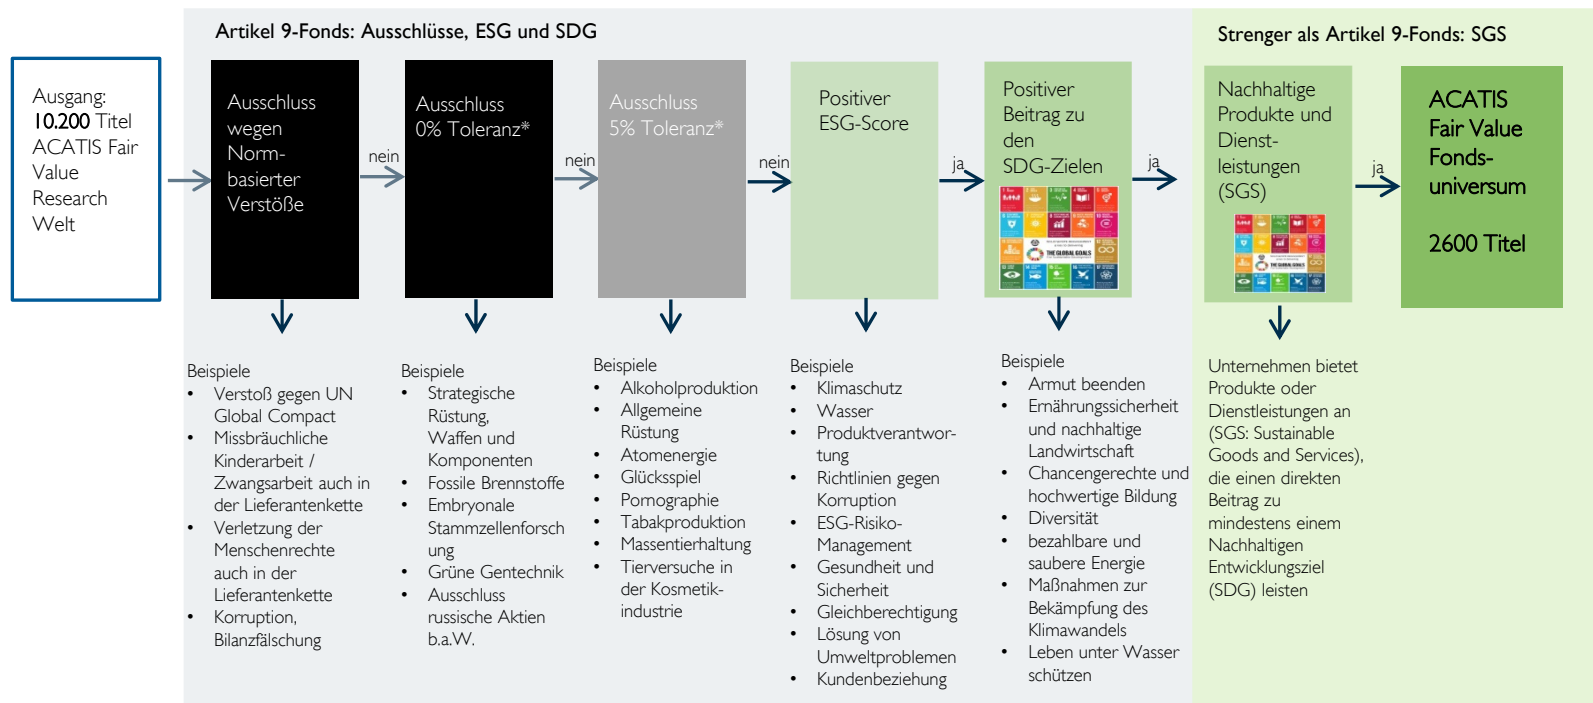 Artikel 9-Fonds: Ausschlüsse, ESG und SDG
Strenger als Artikel 9-Fonds: SGS
Ausgang:
10.200 Titel
ACATIS Fair
Value
Research
Welt
Ausschluss
wegen
Norm-
basierter
Verstöße
nein
Ausschluss
0% Toleranz*
nein
Ausschluss
5% Toleranz*
nein
Positiver
ESG-Score
ja
Positiver
Beitrag zu
den
SDG-Zielen
THE GLOBAL GOALS
ja
Nachhaltige
Produkte und
Dienst-
leistungen
(SGS)
THE GLOBAL GOALS
ja
ACATIS
Fair Value
Fonds-
universum
2600 Titel
Beispiele
• Verstoß gegen UN
Global Compact
• Missbräuchliche
Kinderarbeit /
Zwangsarbeit auch in
der Lieferantenkette
• Verletzung der
Menschenrechte
auch in der
Lieferantenkette
• Korruption,
Bilanzfälschung
Beispiele
• Strategische
Rüstung,
Waffen und
Komponenten
• Fossile Brennstoffe
• Embryonale
Stammzellenforsch
ung
• Grüne Gentechnik
• Ausschluss
russische Aktien
b.a.W.
Beispiele
• Alkoholproduktion
• Allgemeine
Rüstung
• Atomenergie
• Glücksspiel
• Pornographie
• Tabakproduktion
• Massentierhaltung
• Tierversuche in
der Kosmetik-
industrie
Beispiele
• Klimaschutz
• Wasser
• Produktverantwor-
tung
• Richtlinien gegen
Korruption
• ESG-Risiko-
Management
• Gesundheit und
Sicherheit
• Gleichberechtigung
• Lösung von
Umweltproblemen
• Kundenbeziehung
Beispiele
• Armut beenden
• Ernährungssicherheit
und nachhaltige
Landwirtschaft
• Chancengerechte und
hochwertige Bildung
• Diversität
• bezahlbare und
saubere Energie
• Maßnahmen zur
Bekämpfung des
Klimawandels
• Leben unter Wasser
schützen
Unternehmen bietet
Produkte oder
Dienstleistungen an
(SGS: Sustainable
Goods and Services),
die einen direkten
Beitrag zu
mindestens einem
Nachhaltigen
Entwicklungsziel
(SDG) leisten